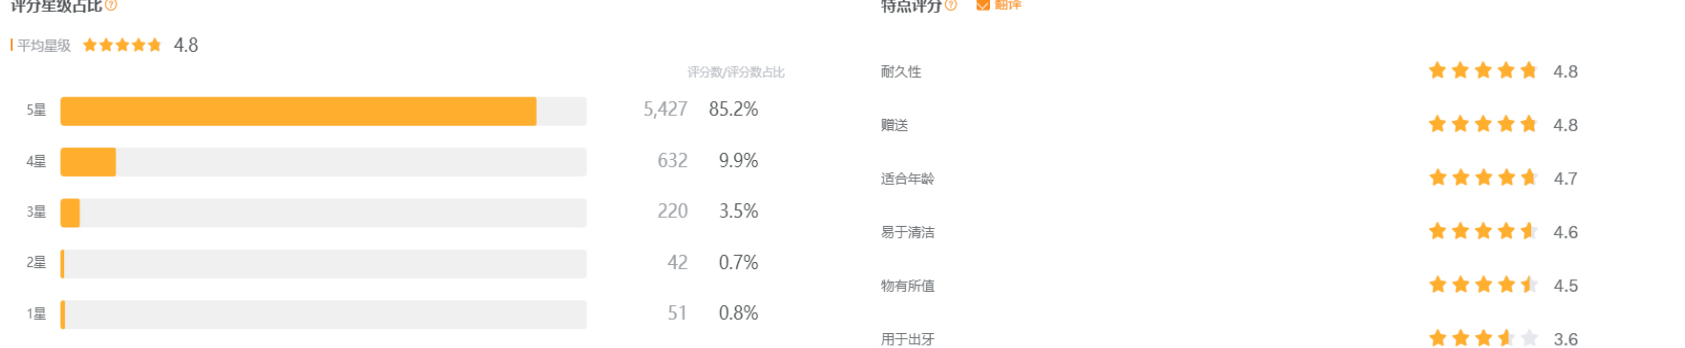 评分星级占比
平均星级 4.8
评分数/评分数占比
5星 5,427 85.2%
4星 632 9.9%
3星 220 3.5%
2星 42 0.7%
1星 51 0.8%
特点评分 翻译
耐久性 4.8
赠送 4.8
适合年龄 4.7
易于清洁 4.6
物有所值 4.5
用于出牙 3.6